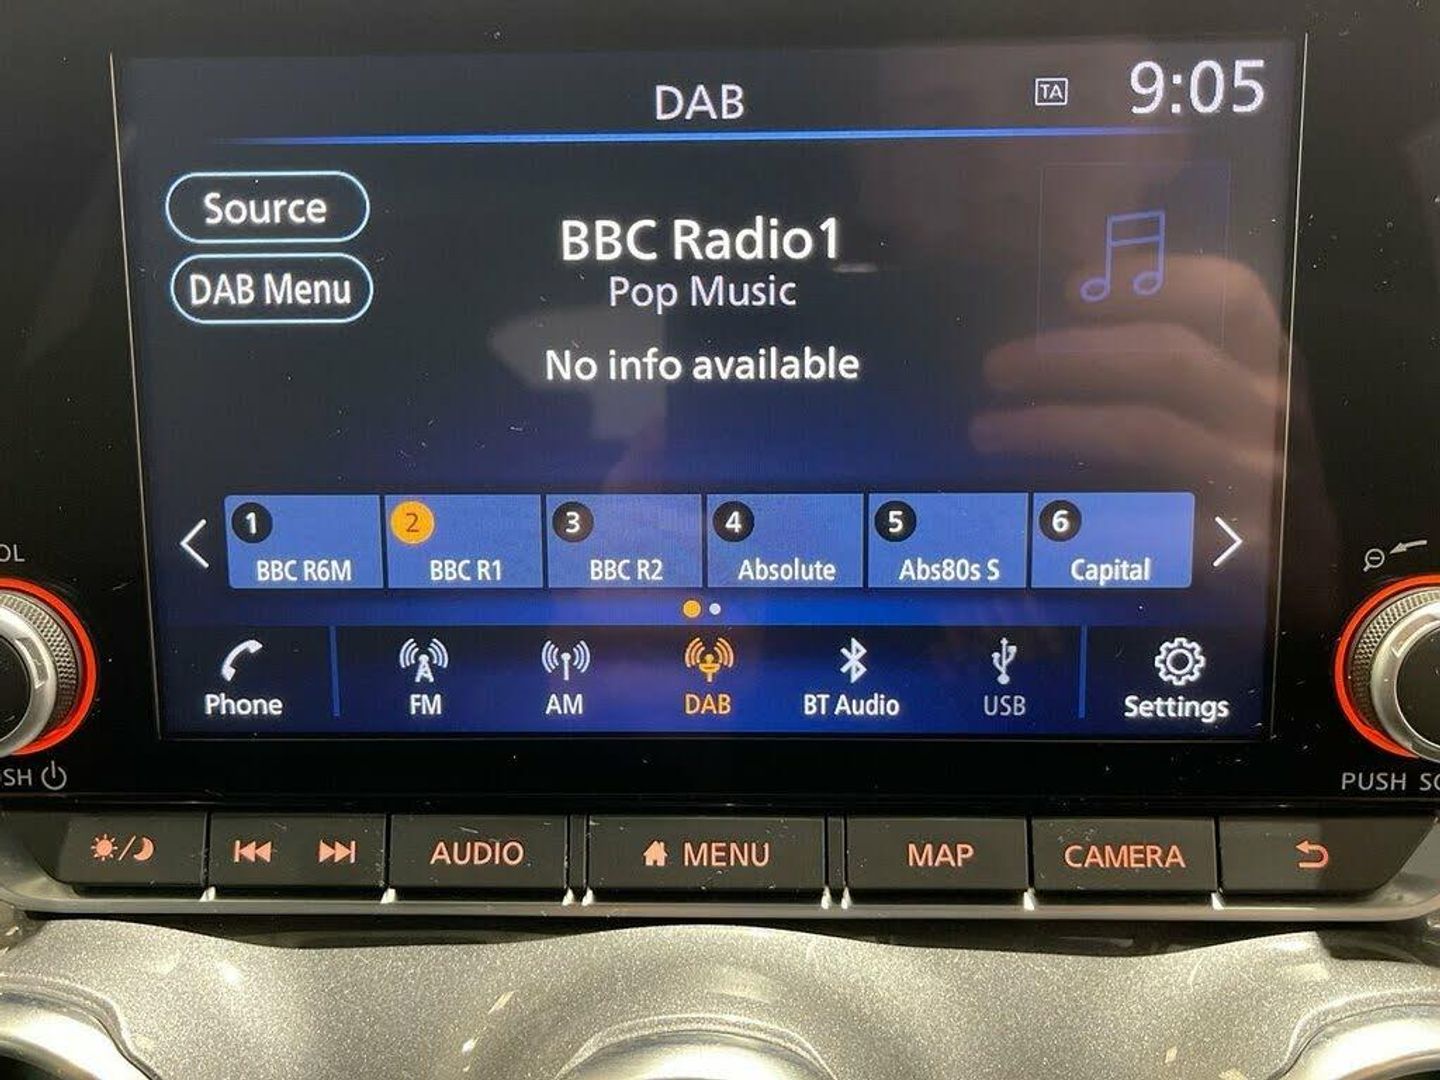 DAB
TA
9:05
Source
DAB Menu
BBC Radio1
Pop Music
No info available
1 BBC R6M
2 BBC R1
3 BBC R2
4 Absolute
5 Abs80s S
6 Capital
Phone
FM
AM
DAB
BT Audio
USB
Settings
PUSH
AUDIO
MENU
MAP
CAMERA